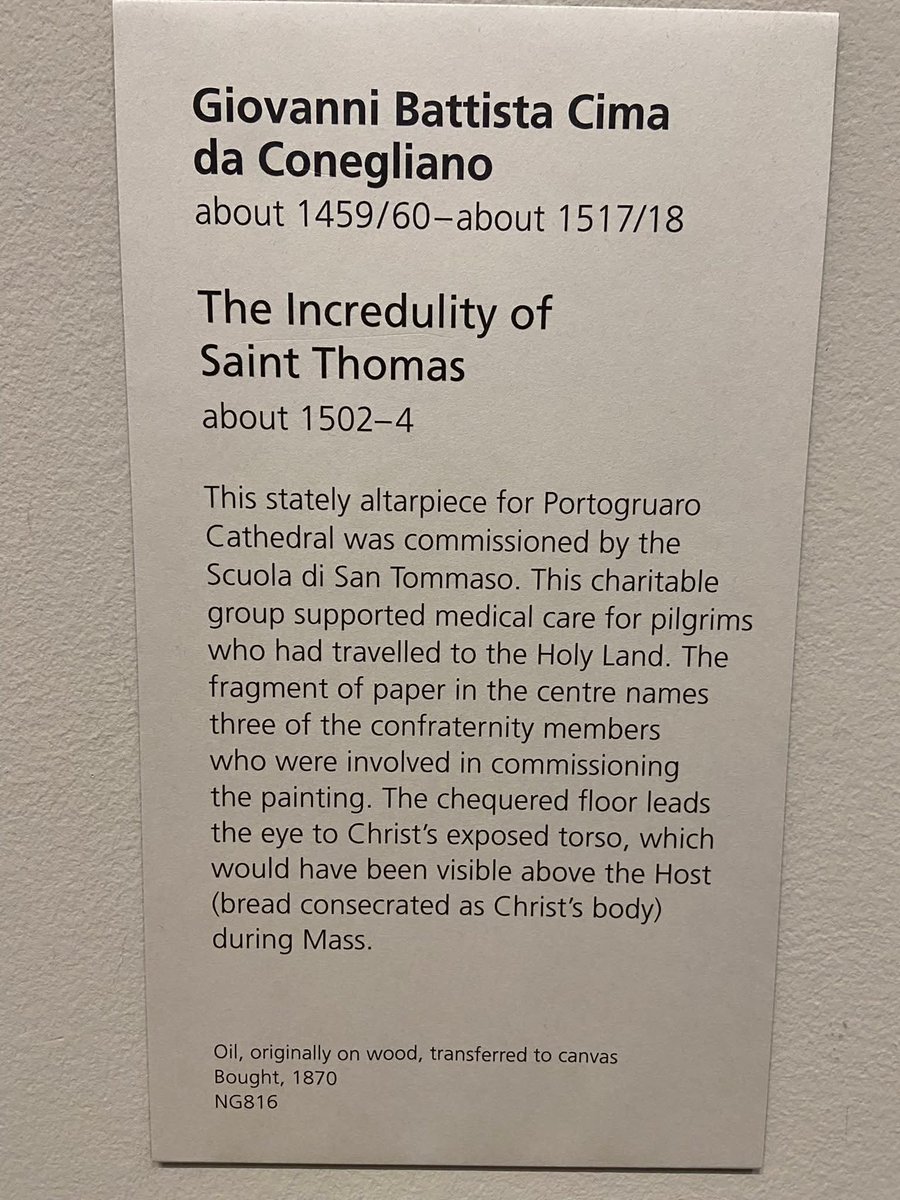 Giovanni Battista Cima
da Conegliano
about 1459/60–about 1517/18
The Incredulity of
Saint Thomas
about 1502–4
This stately altarpiece for Portogruaro
Cathedral was commissioned by the
Scuola di San Tommaso. This charitable
group supported medical care for pilgrims
who had travelled to the Holy Land. The
fragment of paper in the centre names
three of the confraternity members
who were involved in commissioning
the painting. The chequered floor leads
the eye to Christ’s exposed torso, which
would have been visible above the Host
(bread consecrated as Christ’s body)
during Mass.
Oil, originally on wood, transferred to canvas
Bought, 1870
NG816